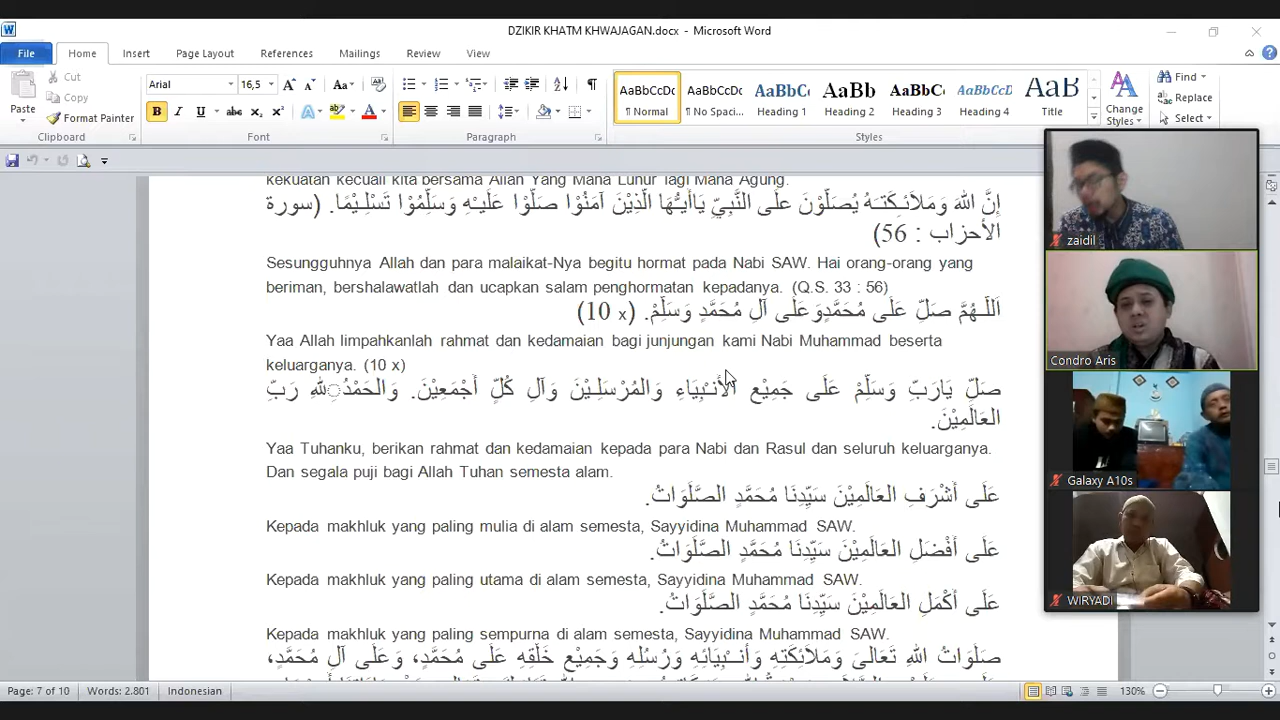 DZIKIR KHATM KHWAJAGAN.docx - Microsoft Word
File Home Insert Page Layout References Mailings Review View
Paste
Cut
Copy
Format Painter
Clipboard
Arial 16,5
Font
Paragraph
AaBbCcDc AaBbCcDc AaBbC AaBb AaBbC AaBbCcD AaB
¶ Normal ¶ No Spaci... Heading 1 Heading 2 Heading 3 Heading 4 Title
Change Styles
Styles
Find
Replace
Select
kekuatan kecuali kita bersama Allah Yang Maha Luhur lagi Maha Agung.
إِنَّ اللهَ وَمَلاَئِكَتَهُ يُصَلُّوْنَ عَلَى النَّبِيِّ يَاأَيُّهَا الَّذِيْنَ آمَنُوْا صَلُّوْا عَلَيْهِ وَسَلِّمُوْا تَسْلِيْمًا. (سورة
الأحزاب : 56)
Sesungguhnya Allah dan para malaikat-Nya begitu hormat pada Nabi SAW. Hai orang-orang yang
beriman, bershalawatlah dan ucapkan salam penghormatan kepadanya. (Q.S. 33 : 56)
اَللّٰهُمَّ صَلِّ عَلَى مُحَمَّدٍوَعَلَى آلِ مُحَمَّدٍ وَسَلِّمْ. (10 x)
Yaa Allah limpahkanlah rahmat dan kedamaian bagi junjungan kami Nabi Muhammad beserta
keluarganya. (10 x)
صَلِّ يَارَبِّ وَسَلِّمْ عَلَى جَمِيْع الأَنْبِيَاءِ وَالمُرْسَلِيْنَ وَآلِ كُلٍّ أَجْمَعِيْنَ. وَالحَمْدُِللهِ رَبِّ
العَالَمِيْنَ.
Yaa Tuhanku, berikan rahmat dan kedamaian kepada para Nabi dan Rasul dan seluruh keluarganya.
Dan segala puji bagi Allah Tuhan semesta alam.
عَلَى أَشْرَفِ العَالَمِيْنَ سَيِّدِنَا مُحَمَّدٍ الصَّلَوَاتُ.
Kepada makhluk yang paling mulia di alam semesta, Sayyidina Muhammad SAW.
عَلَى أَفْضَلِ العَالَمِيْنَ سَيِّدِنَا مُحَمَّدٍ الصَّلَوَاتُ.
Kepada makhluk yang paling utama di alam semesta, Sayyidina Muhammad SAW.
عَلَى أَكْمَلِ العَالَمِيْنَ سَيِّدِنَا مُحَمَّدٍ الصَّلَوَاتُ.
Kepada makhluk yang paling sempurna di alam semesta, Sayyidina Muhammad SAW.
صَلَوَاتُ اللهِ تَعَالَى وَمَلاَئِكَتِهِ وَأَنْبِيَائِهِ وَرُسُلِهِ وَجَمِيْعِ خَلْقِهِ عَلَى مُحَمَّدٍ، وَعَلَى آلِ مُحَمَّدٍ،
zaidil
Condro Aris
Galaxy A10s
WIRYADI
Page: 7 of 10 Words: 2.801 Indonesian 130%